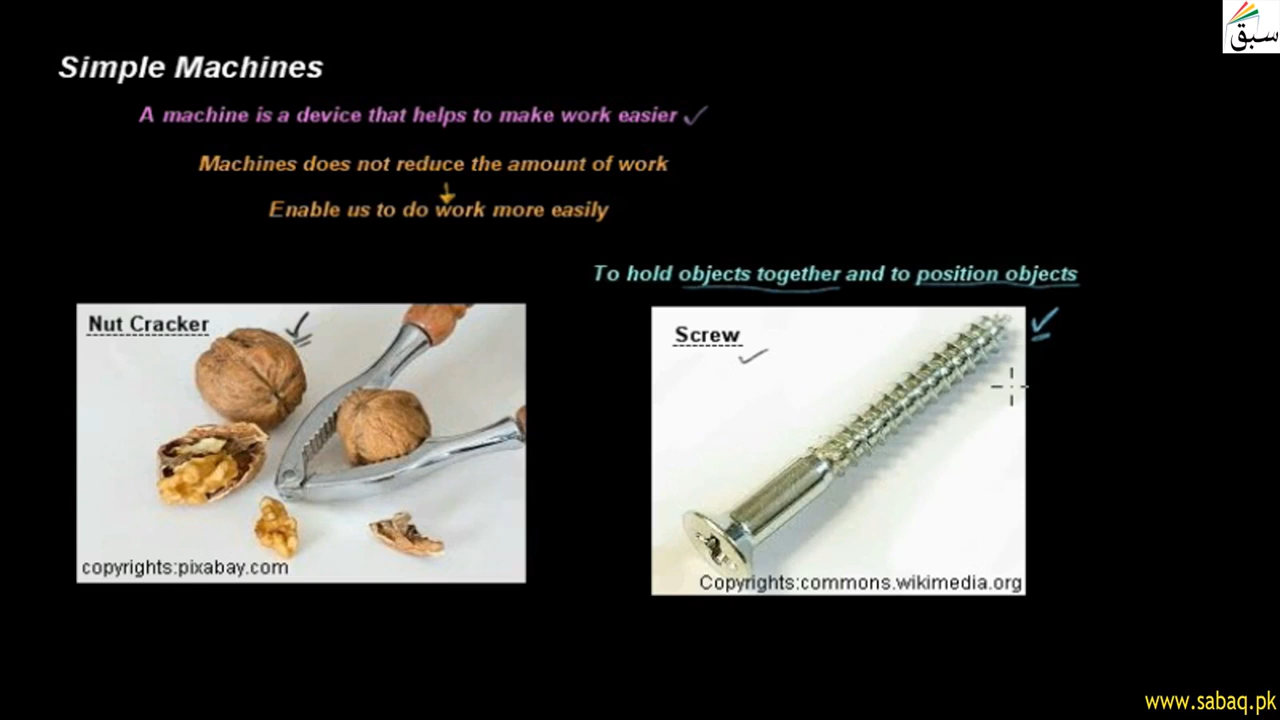 سبق
Simple Machines
A machine is a device that helps to make work easier
Machines does not reduce the amount of work
Enable us to do work more easily
To hold objects together and to position objects
Nut Cracker
copyrights:pixabay.com
Screw
Copyrights:commons.wikimedia.org
www.sabaq.pk